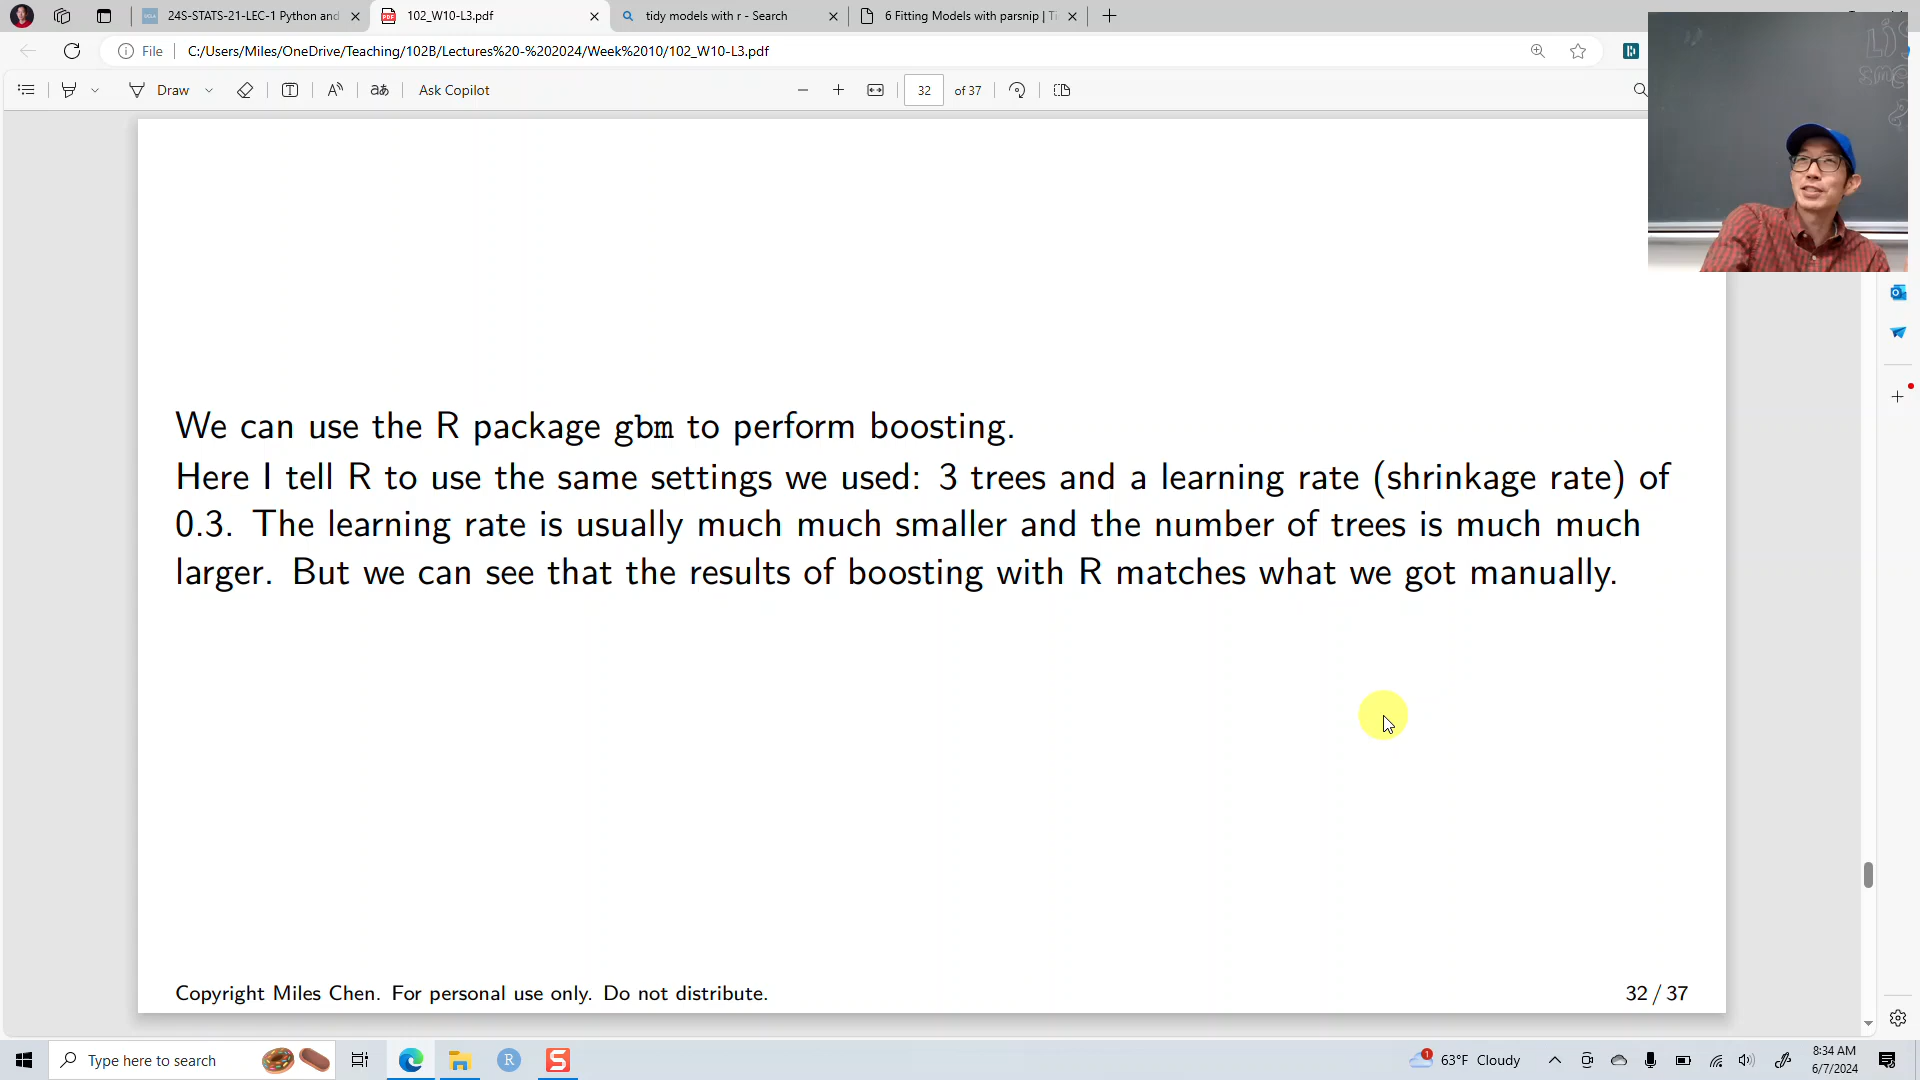 24S-STATS-21-LEC-1 Python and
102_W10-L3.pdf
tidy models with r - Search
6 Fitting Models with parsnip | Ti
File
C:/Users/Miles/OneDrive/Teaching/102B/Lectures%20-%202024/Week%2010/102_W10-L3.pdf
Draw
aあ
Ask Copilot
32
of 37
We can use the R package gbm to perform boosting.
Here I tell R to use the same settings we used: 3 trees and a learning rate (shrinkage rate) of
0.3. The learning rate is usually much much smaller and the number of trees is much much
larger. But we can see that the results of boosting with R matches what we got manually.
Copyright Miles Chen. For personal use only. Do not distribute.
32 / 37
Type here to search
R
S
1
63°F Cloudy
8:34 AM
6/7/2024